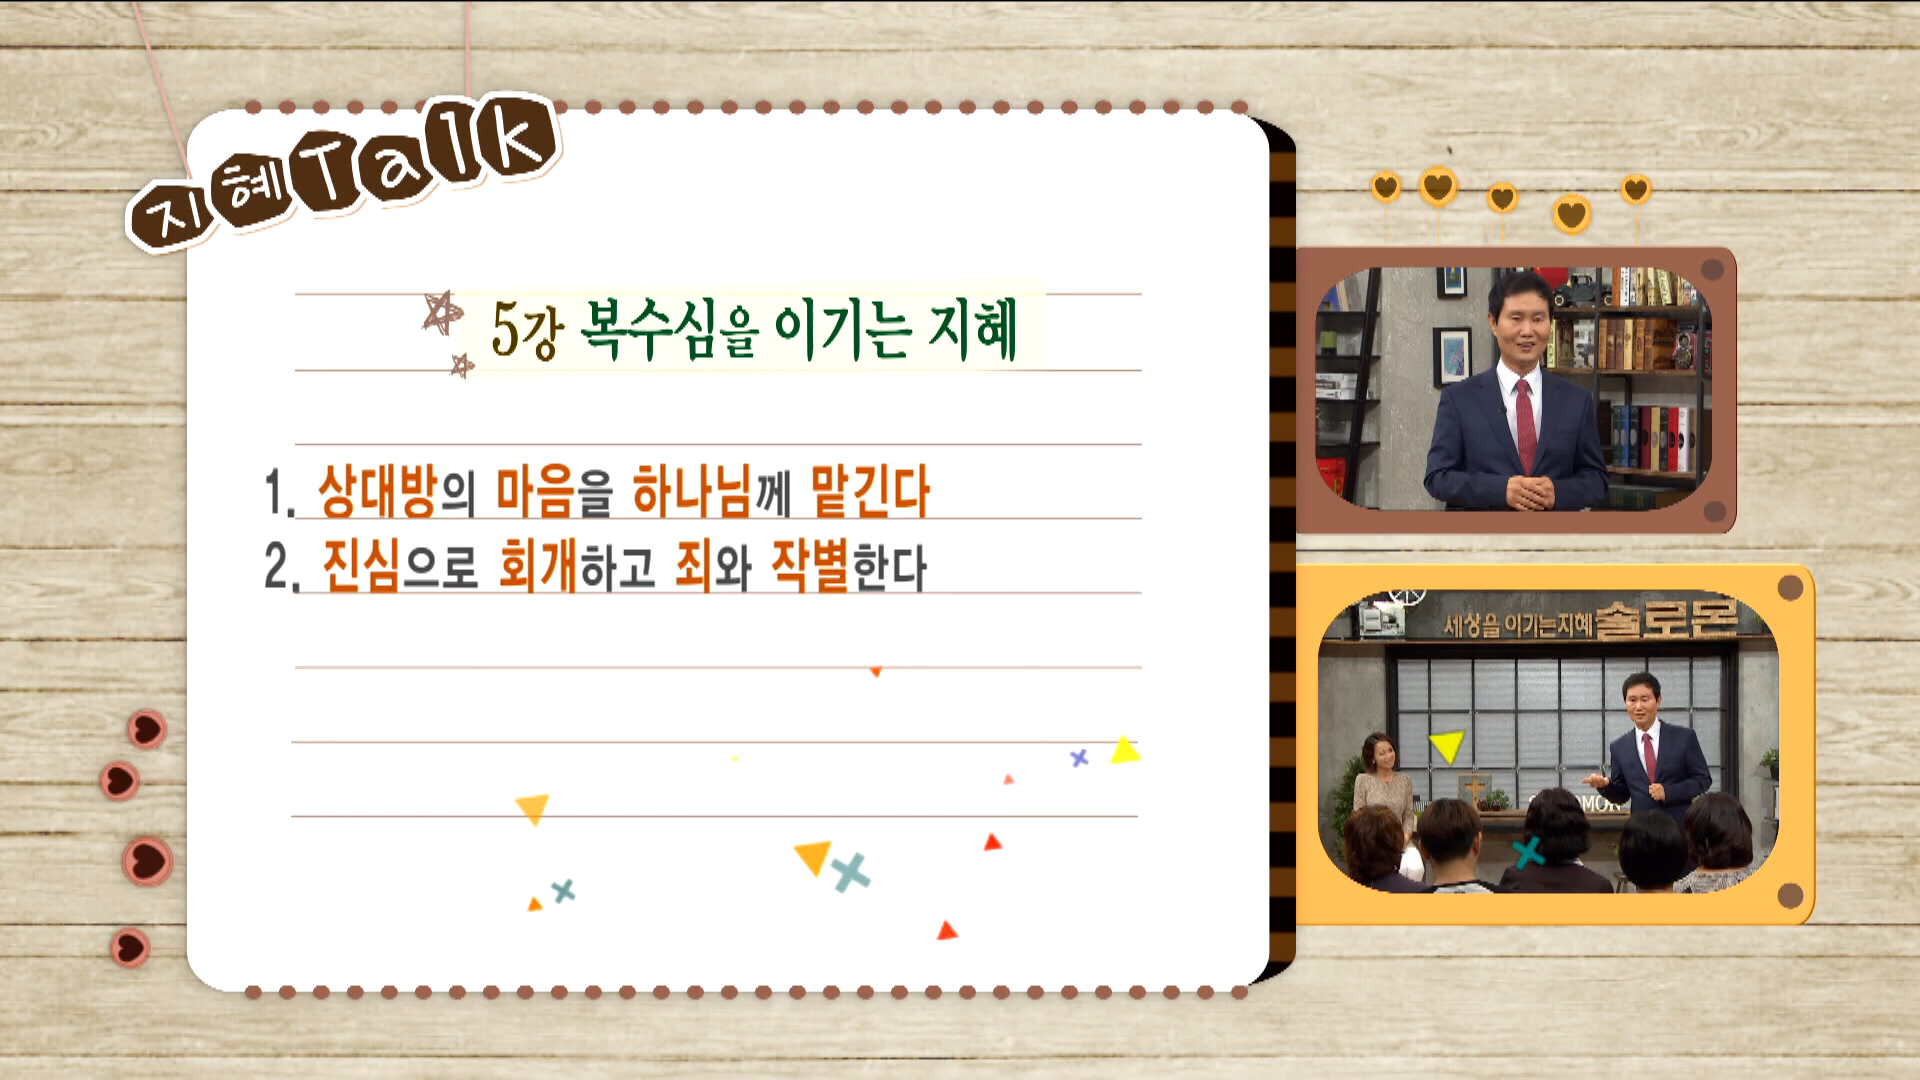 지혜Talk
5강 복수심을 이기는 지혜
1. 상대방의 마음을 하나님께 맡긴다
2. 진심으로 회개하고 죄와 작별한다
세상을 이기는지혜 솔로몬